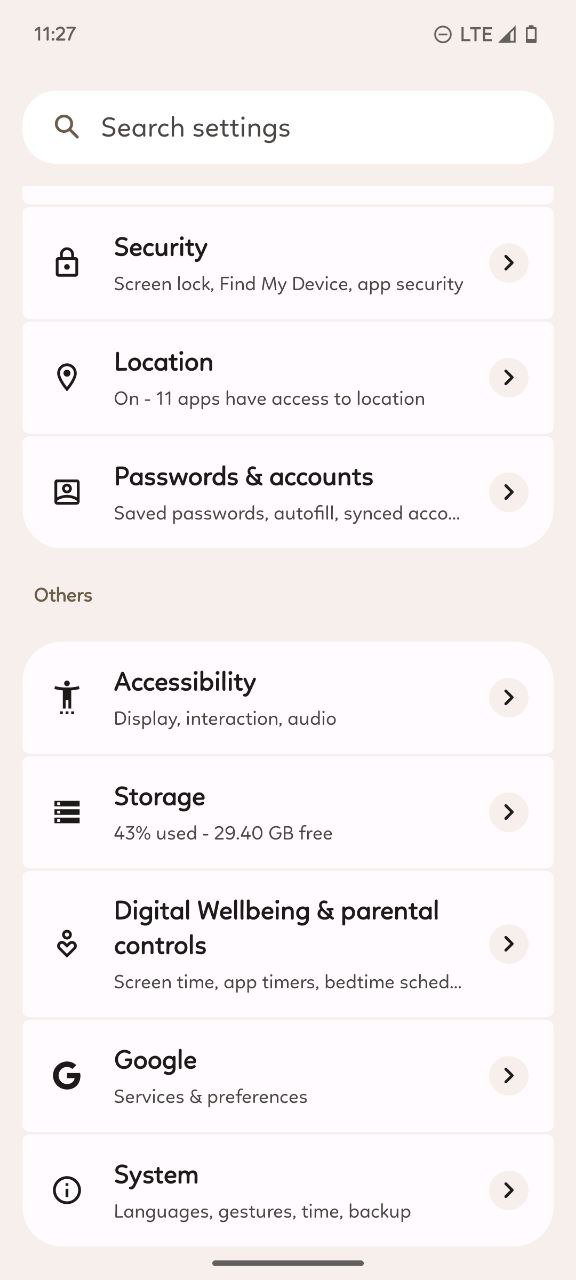 11:27
LTE
Search settings
Security
Screen lock, Find My Device, app security
Location
On - 11 apps have access to location
Passwords & accounts
Saved passwords, autofill, synced acco...
Others
Accessibility
Display, interaction, audio
Storage
43% used - 29.40 GB free
Digital Wellbeing & parental
controls
Screen time, app timers, bedtime sched...
Google
Services & preferences
System
Languages, gestures, time, backup